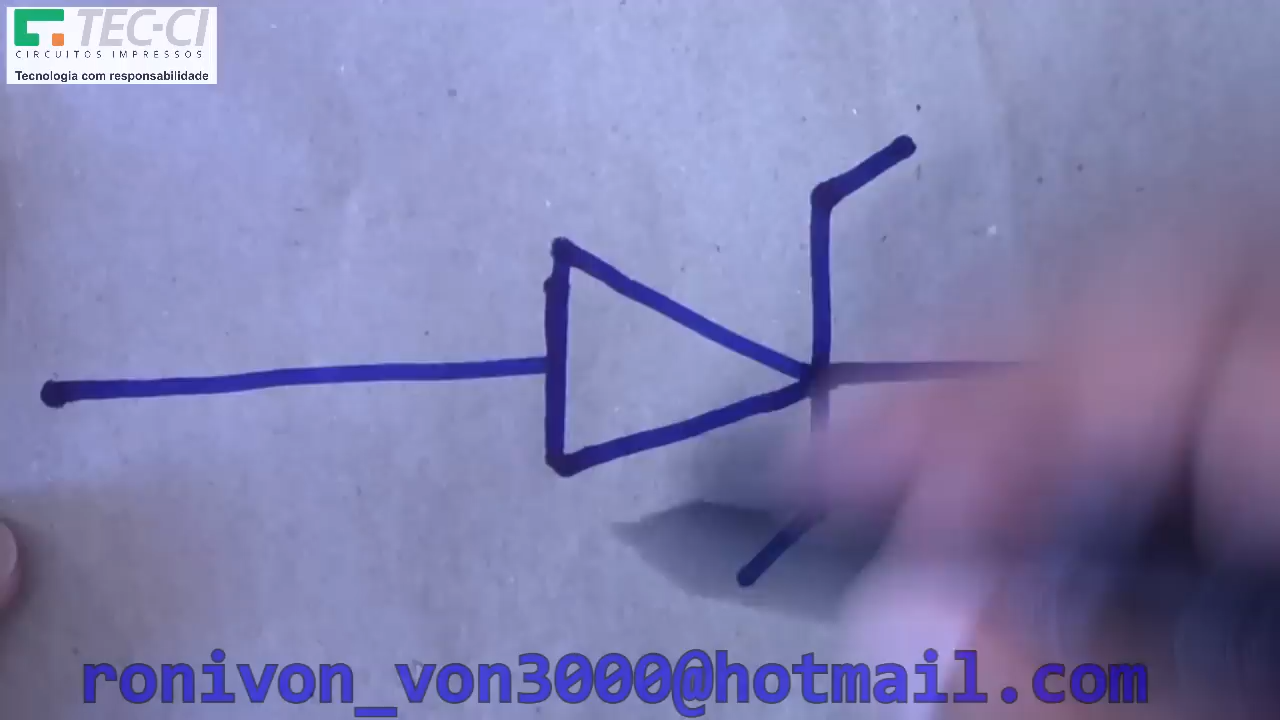 TEC-CI
CIRCUITOS IMPRESSOS
Tecnologia com responsabilidade
ronivon_von3000@hotmail.com